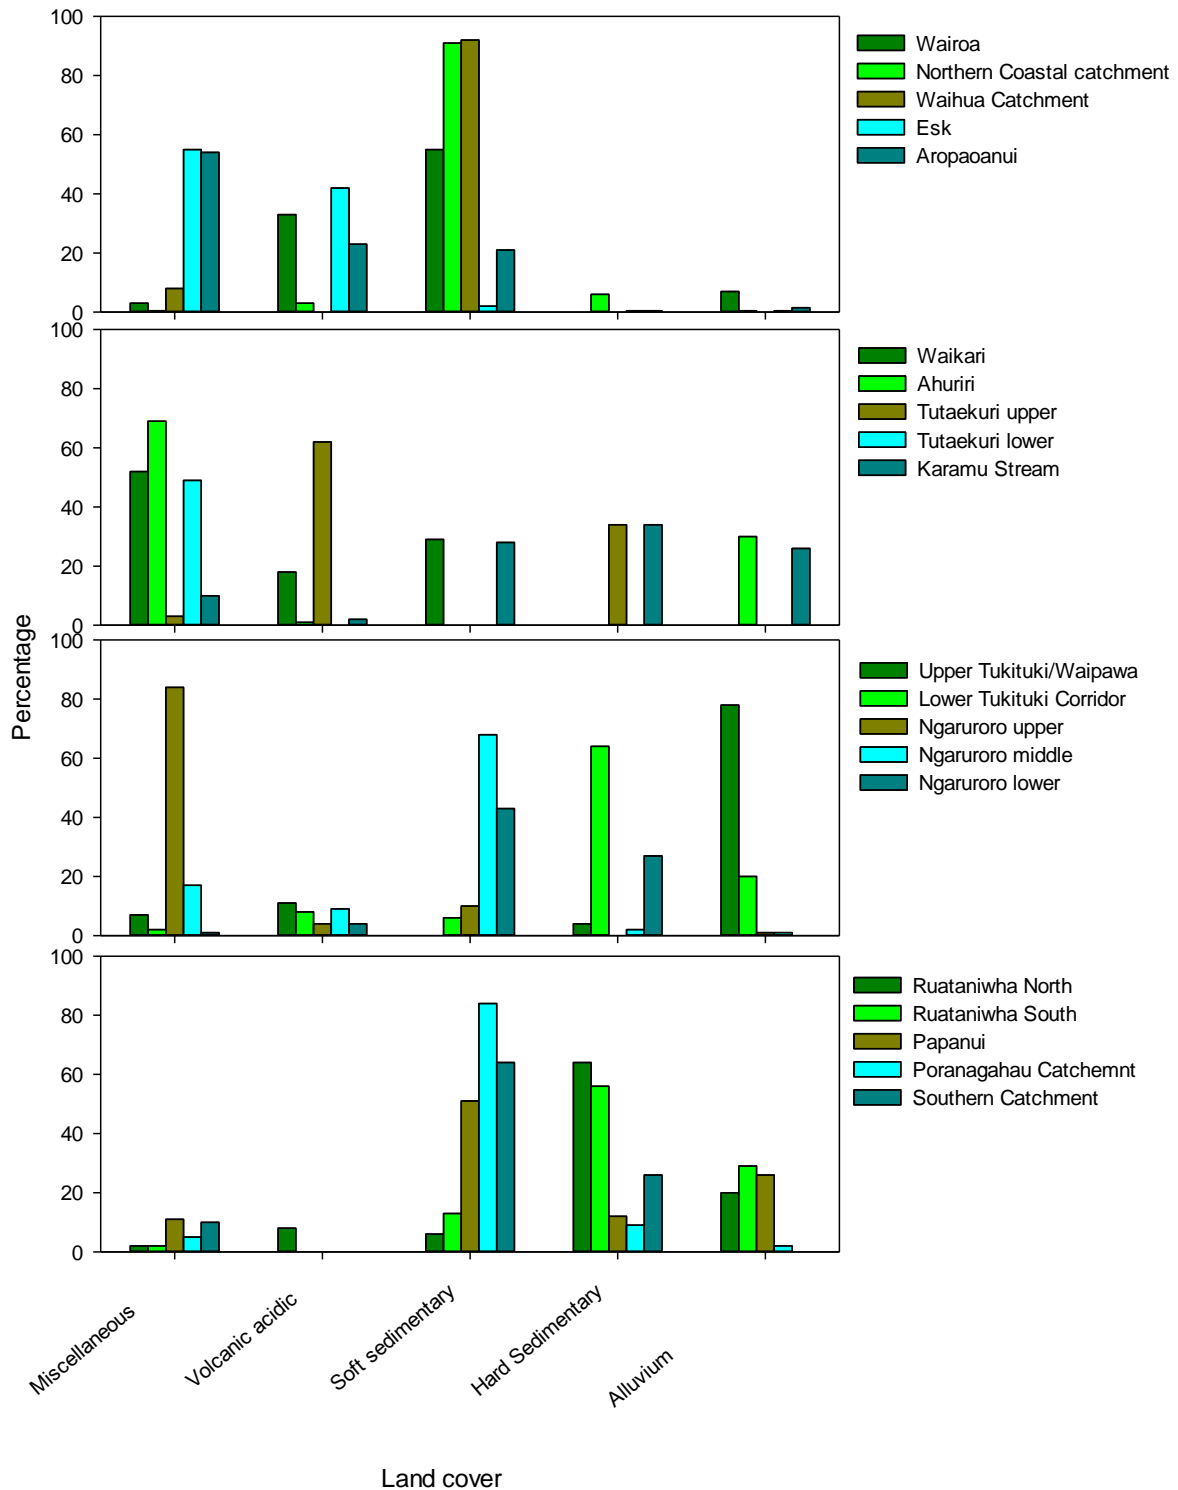 100
80
60
40
20
0
Wairoa
Northern Coastal catchment
Waihua Catchment
Esk
Aropaoanui
100
80
60
40
20
0
Waikari
Ahuriri
Tutaekuri upper
Tutaekuri lower
Karamu Stream
Percentage
100
80
60
40
20
0
Upper Tukituki/Waipawa
Lower Tukituki Corridor
Ngaruroro upper
Ngaruroro middle
Ngaruroro lower
100
80
60
40
20
0
Ruataniwha North
Ruataniwha South
Papanui
Poranagahau Catchemnt
Southern Catchment
Miscellaneous
Volcanic acidic
Soft sedimentary
Hard Sedimentary
Alluvium
Land cover